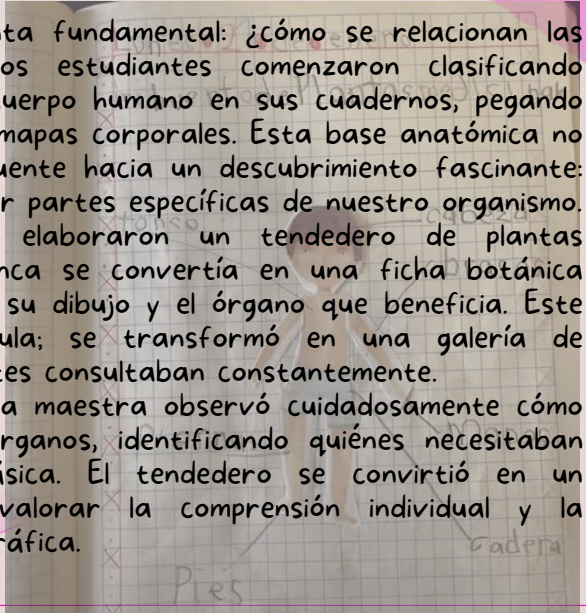 ta fundamental: ¿cómo se relacionan las
os estudiantes comenzaron clasificando
uerpo humano en sus cuadernos, pegando
mapas corporales. Esta base anatómica no
uente hacia un descubrimiento fascinante:
r partes específicas de nuestro organismo.
elaboraron un tendedero de plantas
nca se convertía en una ficha botánica
su dibujo y el órgano que beneficia. Este
ula; se transformó en una galería de
tes consultaban constantemente.
a maestra observó cuidadosamente cómo
rganos, identificando quiénes necesitaban
ásica. El tendedero se convirtió en un
valorar la comprensión individual y la
ráfica.
cabeza
cadera
Pies